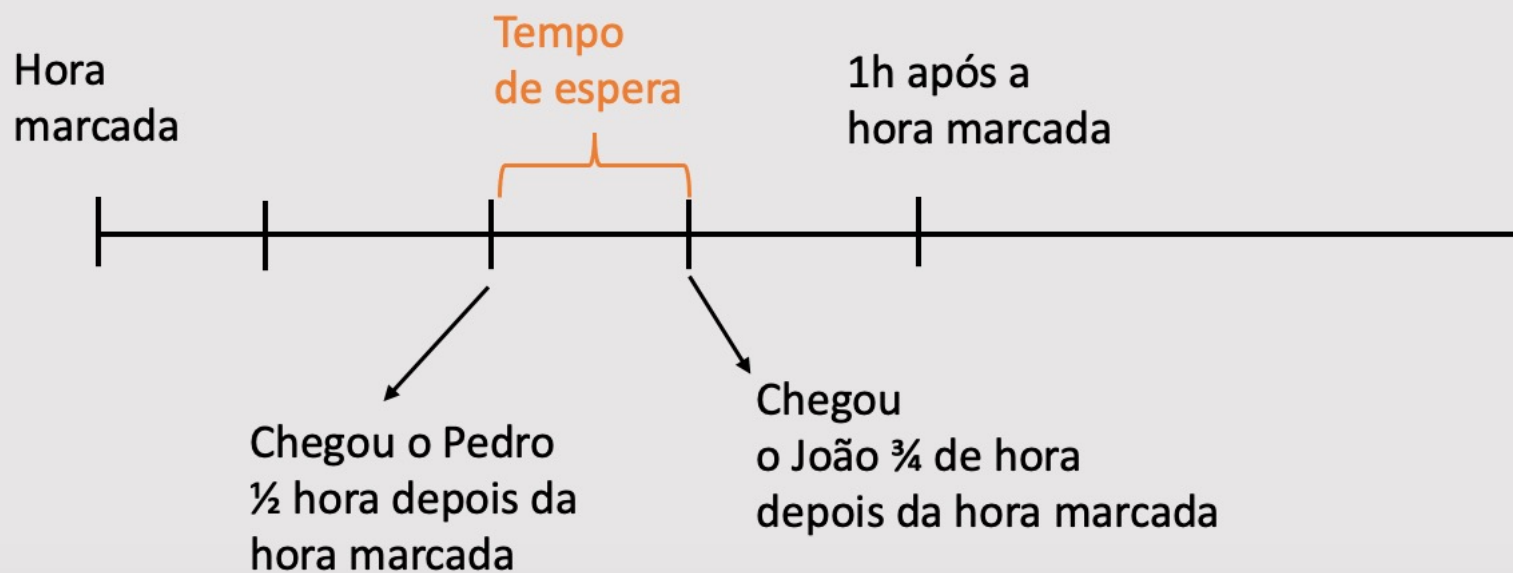 Hora
marcada
Tempo
de espera
1h após a
hora marcada
Chegou o Pedro
½ hora depois da
hora marcada
Chegou
o João ¾ de hora
depois da hora marcada